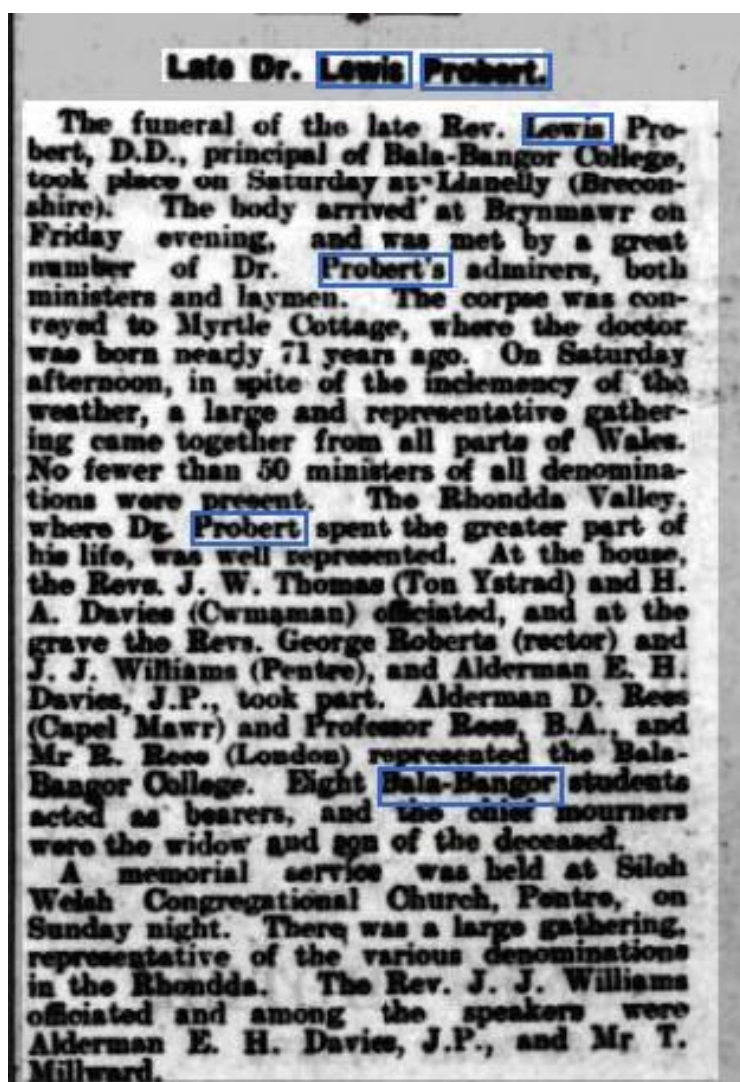 Late Dr. Lewis Probert.
The funeral of the late Rev. Lewis Pro-
bert, D.D., principal of Bala-Bangor College,
took place on Saturday at Llanelly (Brecon-
shire). The body arrived at Brynmawr on
Friday evening, and was met by a great
number of Dr. Probert's admirers, both
ministers and laymen. The corpse was con-
veyed to Myrtle Cottage, where the doctor
was born nearly 71 years ago. On Saturday
afternoon, in spite of the inclemency of the
weather, a large and representative gather-
ing came together from all parts of Wales.
No fewer than 50 ministers of all denomina-
tions were present. The Rhondda Valley,
where Dr. Probert spent the greater part of
his life, was well represented. At the house,
the Revs. J. W. Thomas (Ton Ystrad) and H.
A. Davies (Cwmaman) officiated, and at the
grave the Revs. George Roberts (rector) and
J. J. Williams (Pentre), and Alderman E. H.
Davies, J.P., took part. Alderman D. Rees
(Capel Mawr) and Professor Rees, B.A., and
Mr R. Rees (London) represented the Bala-
Bangor College. Eight Bala-Bangor students
acted as bearers, and the chief mourners
were the widow and son of the deceased.
A memorial service was held at Siloh
Welsh Congregational Church, Pentre, on
Sunday night. There was a large gathering,
representative of the various denominations
in the Rhondda. The Rev. J. J. Williams
officiated and among the speakers were
Alderman E. H. Davies, J.P., and Mr T.
Millward.